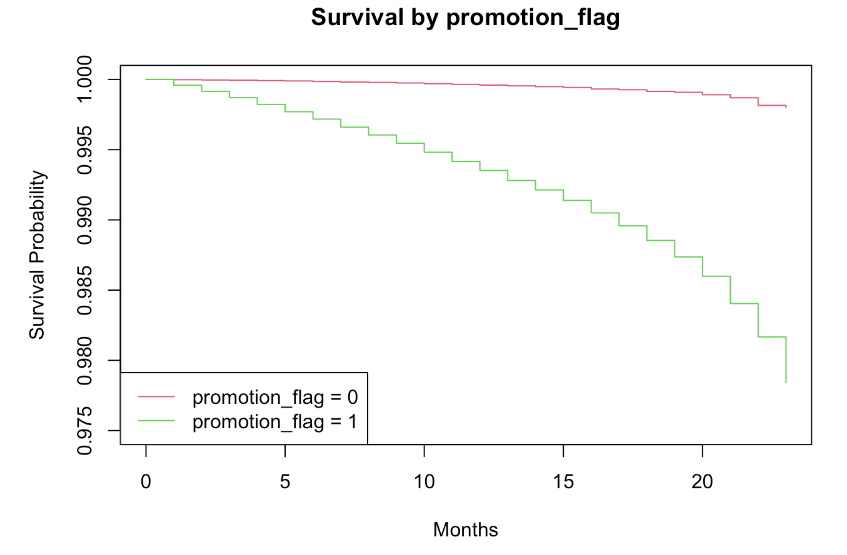 Survival by promotion_flag
Survival Probability
1.000
0.995
0.990
0.985
0.980
0.975
promotion_flag = 0
promotion_flag = 1
0 5 10 15 20
Months